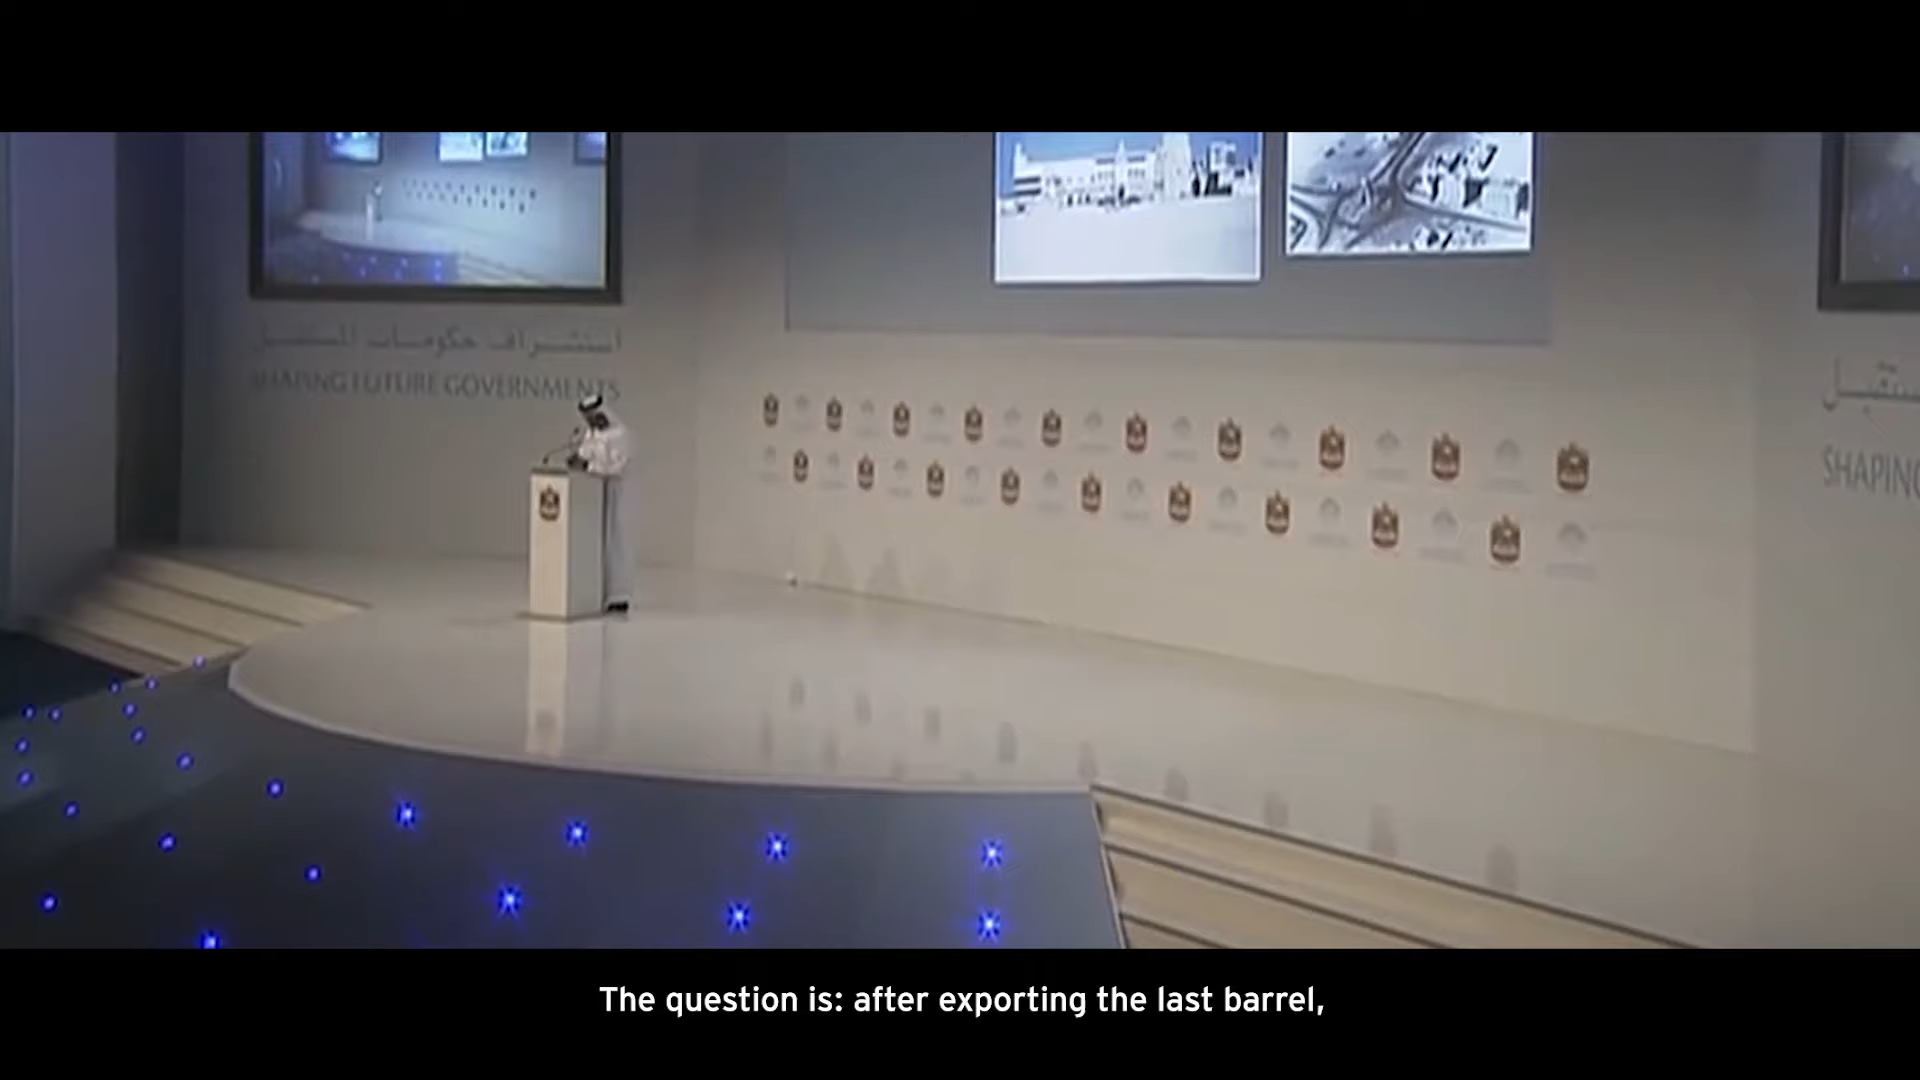 استشراف حكومات المستقبل
SHAPING FUTURE GOVERNMENTS
SHAPING
The question is: after exporting the last barrel,